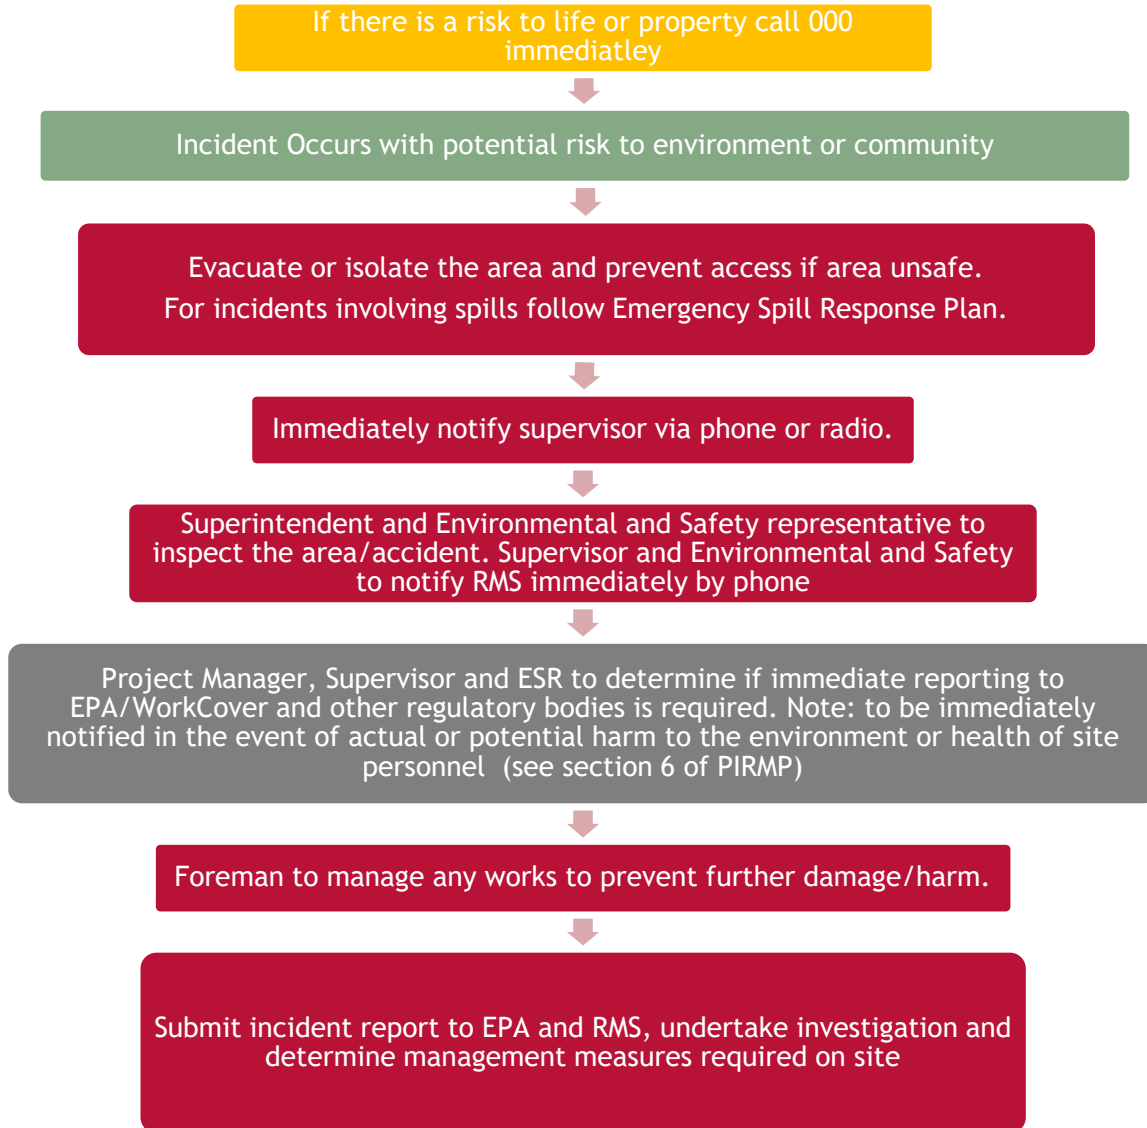 If there is a risk to life or property call 000
immediatley
Incident Occurs with potential risk to environment or community
Evacuate or isolate the area and prevent access if area unsafe.
For incidents involving spills follow Emergency Spill Response Plan.
Immediately notify supervisor via phone or radio.
Superintendent and Environmental and Safety representative to
inspect the area/accident. Supervisor and Environmental and Safety
to notify RMS immediately by phone
Project Manager, Supervisor and ESR to determine if immediate reporting to
EPA/WorkCover and other regulatory bodies is required. Note: to be immediately
notified in the event of actual or potential harm to the environment or health of site
personnel  (see section 6 of PIRMP)
Foreman to manage any works to prevent further damage/harm.
Submit incident report to EPA and RMS, undertake investigation and
determine management measures required on site